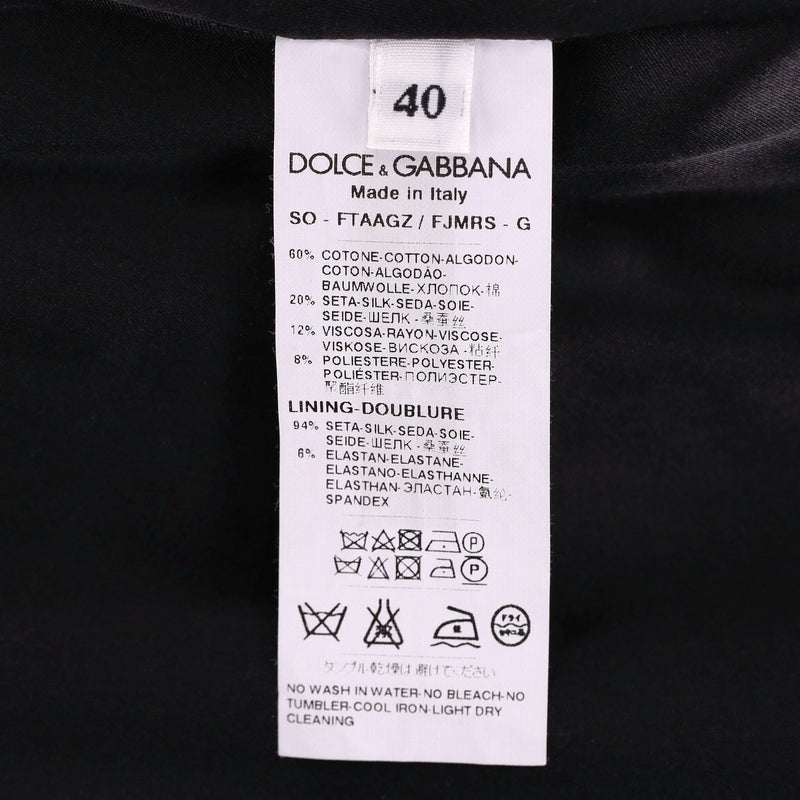 40
DOLCE & GABBANA
Made in Italy
SO - FTAAGZ / FJMRS - G
60% COTONE-COTTON-ALGODON-
COTON-ALGODÃO-
BAUMWOLLE-ХЛОПОК-棉
20% SETA-SILK-SEDA-SOIE-
SEIDE-ШЕЛК-桑蚕丝
12% VISCOSA-RAYON-VISCOSE-
VISKOSE-ВИСКОЗА-粘纤
8% POLIESTERE-POLYESTER-
POLIÉSTER-ПОЛИЭСТЕР-
聚酯纤维
LINING-DOUBLURE
94% SETA-SILK-SEDA-SOIE-
SEIDE-ШЕЛК-桑蚕丝
6% ELASTAN-ELASTANE-
ELASTANO-ELASTHANNE-
ELASTHAN-ЭЛАСТАН-氨纶-
SPANDEX
P
P
低 ドライ
タンブル乾燥は避けてください
NO WASH IN WATER-NO BLEACH-NO
TUMBLER-COOL IRON-LIGHT DRY
CLEANING